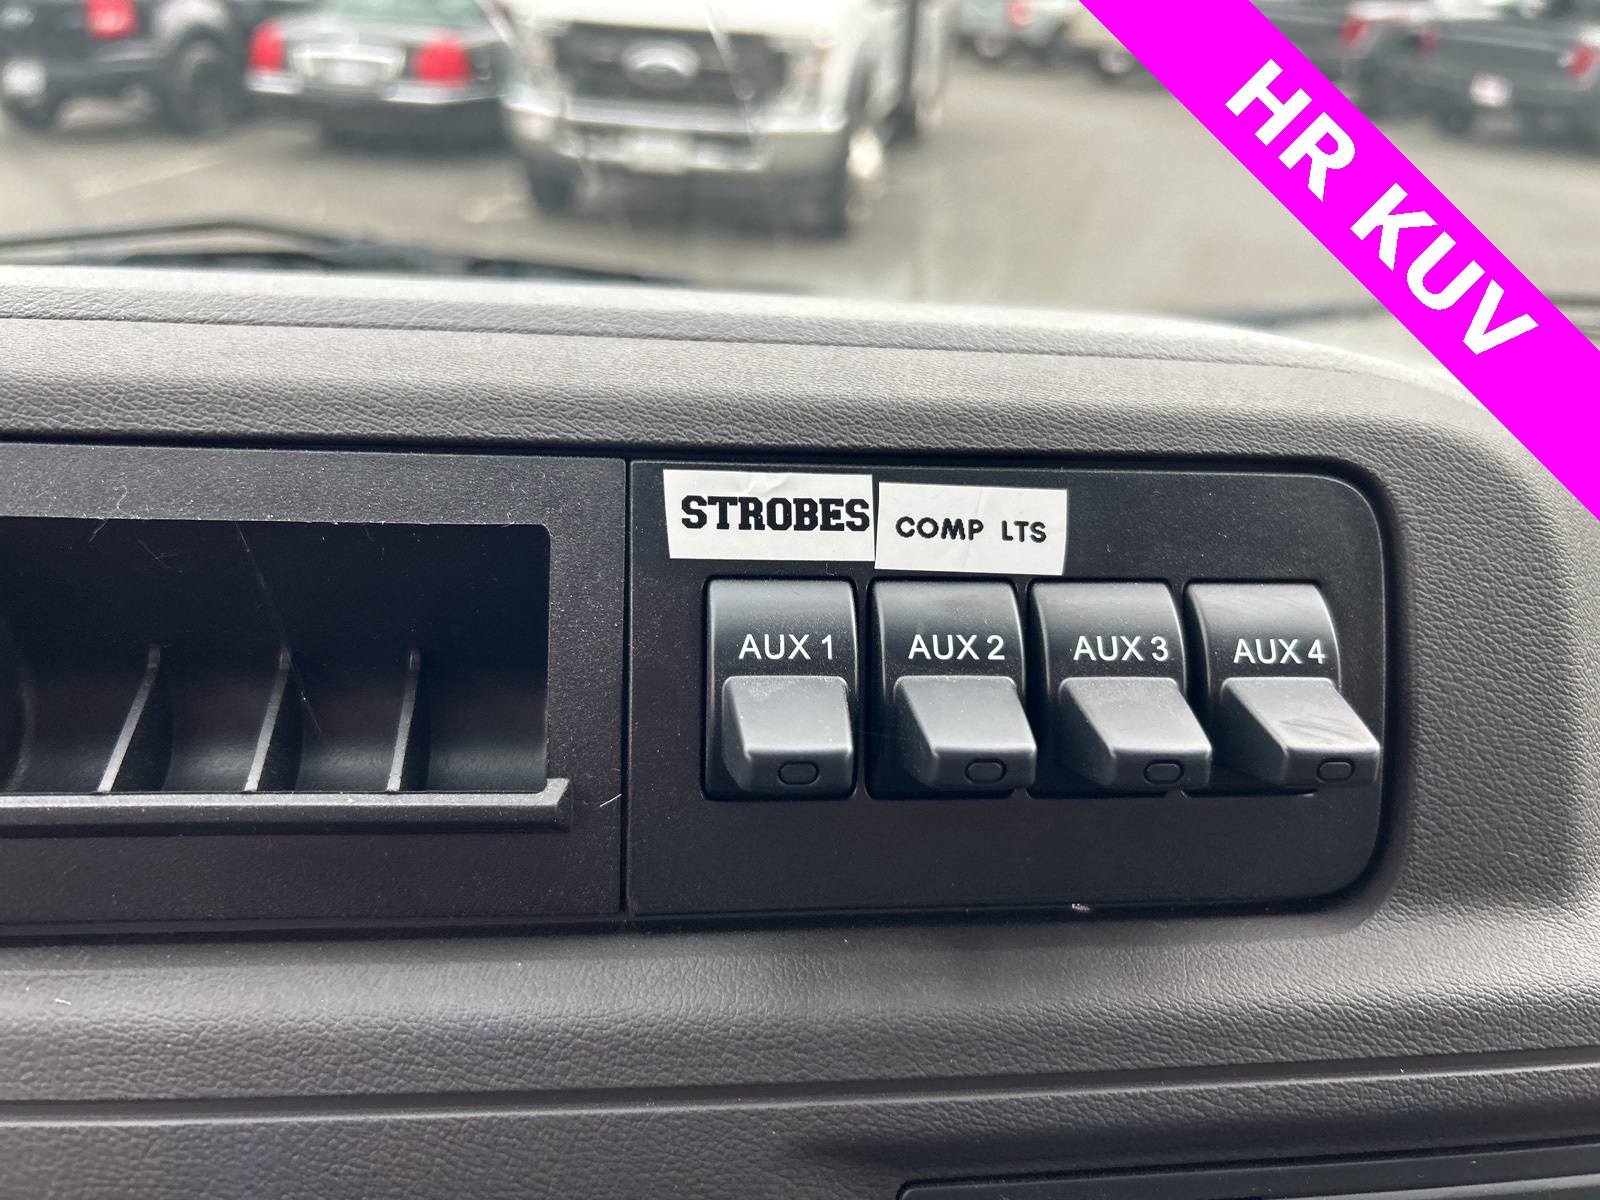 HR KUV
STROBES
COMP LTS
AUX 1
AUX 2
AUX 3
AUX 4